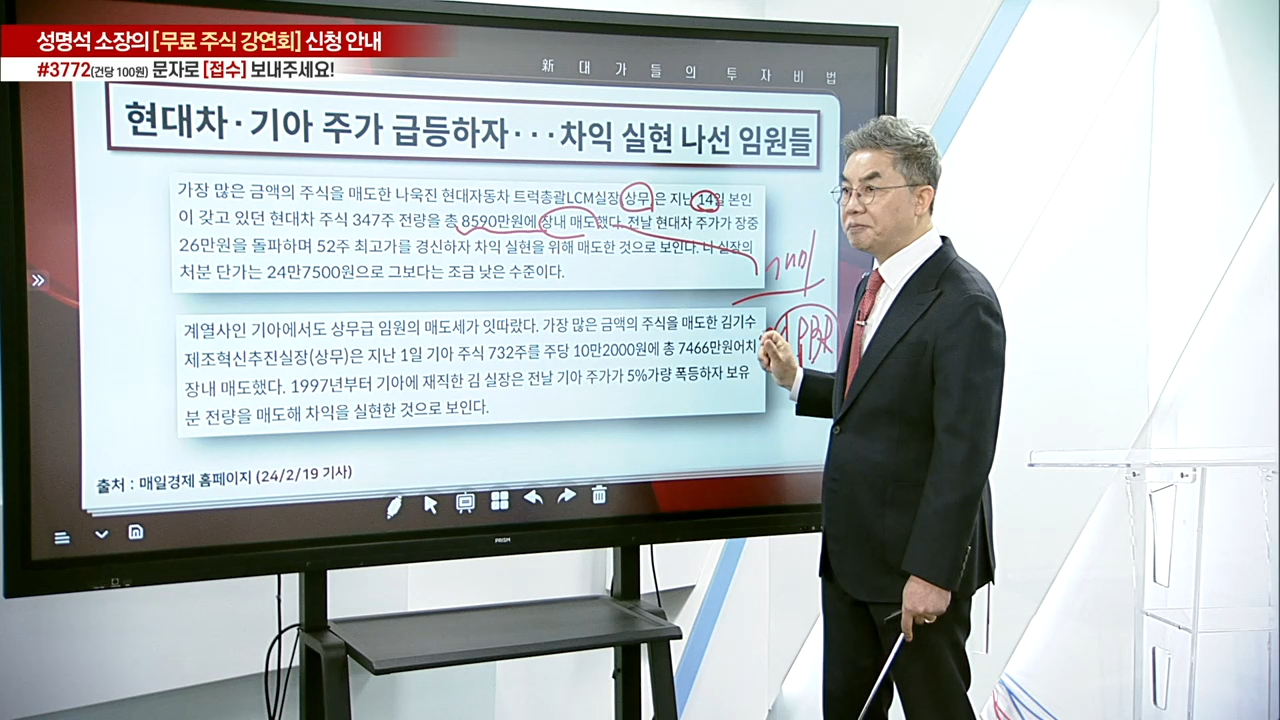 성명석 소장의 [무료 주식 강연회] 신청 안내
#3772(건당 100원) 문자로 [접수] 보내주세요!
新대가들의 투자비법
현대차·기아 주가 급등하자···차익 실현 나선 임원들
가장 많은 금액의 주식을 매도한 나욱진 현대자동차 트럭총괄LCM실장(상무)은 지난 14일 본인
이 갖고 있던 현대차 주식 347주 전량을 총 8590만원에 장내 매도했다. 전날 현대차 주가가 장중
26만원을 돌파하며 52주 최고가를 경신하자 차익 실현을 위해 매도한 것으로 보인다. 나 실장의
처분 단가는 24만7500원으로 그보다는 조금 낮은 수준이다.
개미
계열사인 기아에서도 상무급 임원의 매도세가 잇따랐다. 가장 많은 금액의 주식을 매도한 김기수
제조혁신추진실장(상무)은 지난 1일 기아 주식 732주를 주당 10만2000원에 총 7466만원어치
PBR
장내 매도했다. 1997년부터 기아에 재직한 김 실장은 전날 기아 주가가 5%가량 폭등하자 보유
분 전량을 매도해 차익을 실현한 것으로 보인다.
출처 : 매일경제 홈페이지 (24/2/19 기사)
PRISM